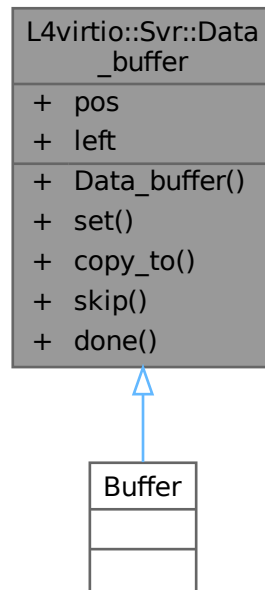 L4virtio::Svr::Data
_buffer
+ pos
+ left
+ Data_buffer()
+ set()
+ copy_to()
+ skip()
+ done()
Buffer